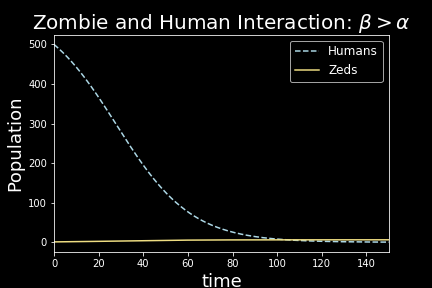 Zombie and Human Interaction: β > α
Humans
Zeds
Population
500
400
300
200
100
0
0 20 40 60 80 100 120 140
time